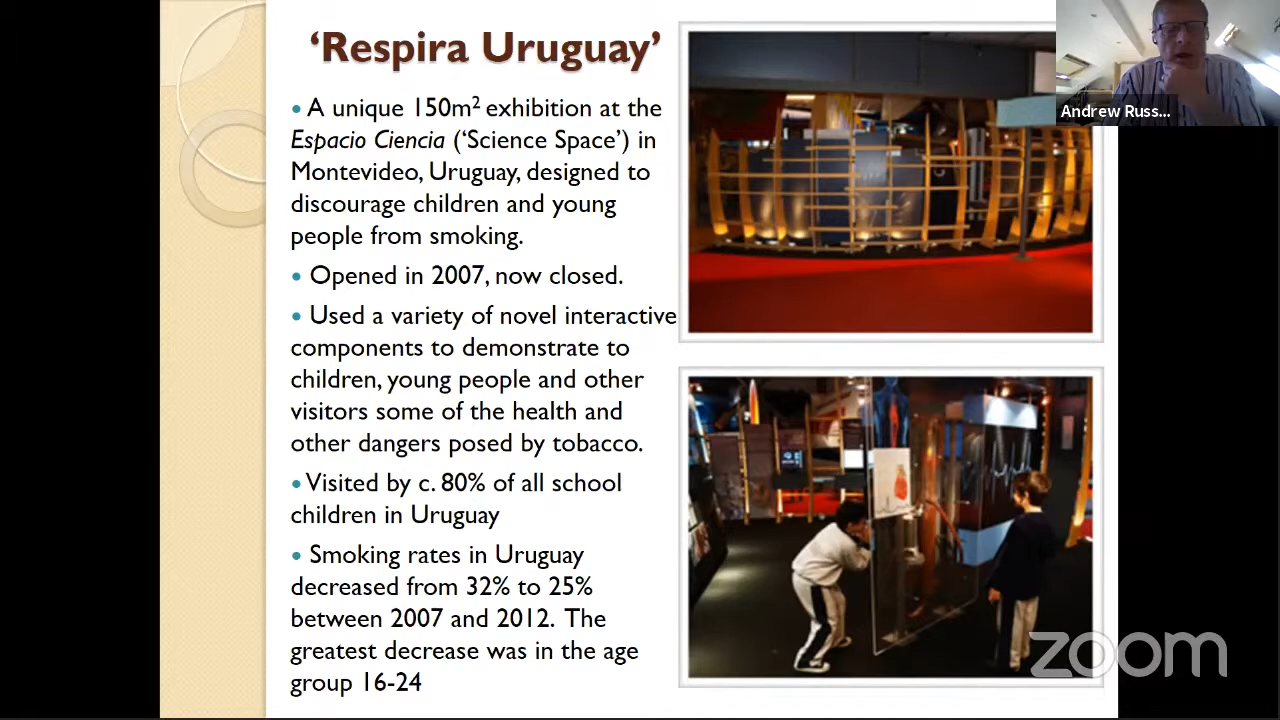 ‘Respira Uruguay’
• A unique 150m² exhibition at the
Espacio Ciencia (‘Science Space’) in
Montevideo, Uruguay, designed to
discourage children and young
people from smoking.
• Opened in 2007, now closed.
• Used a variety of novel interactive
components to demonstrate to
children, young people and other
visitors some of the health and
other dangers posed by tobacco.
• Visited by c. 80% of all school
children in Uruguay
• Smoking rates in Uruguay
decreased from 32% to 25%
between 2007 and 2012. The
greatest decrease was in the age
group 16-24
Andrew Russ...
zoom